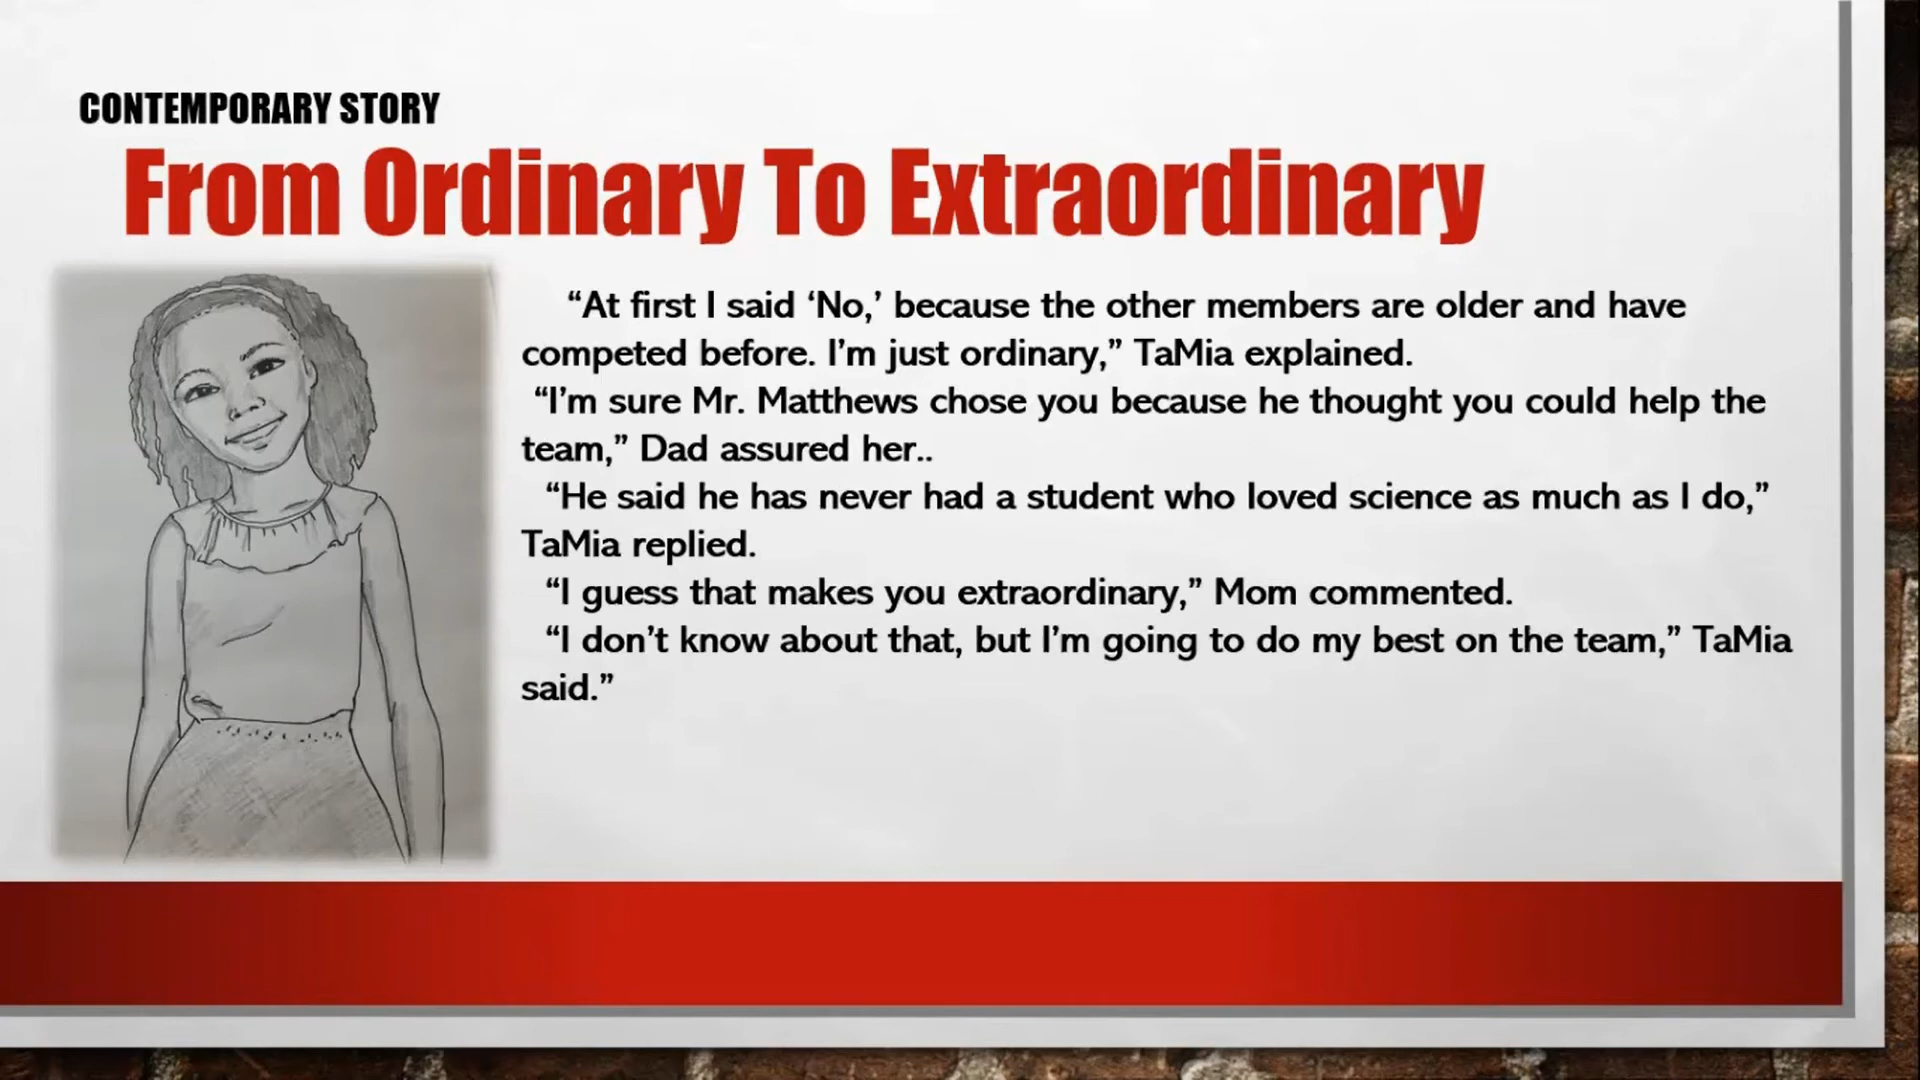 CONTEMPORARY STORY
From Ordinary To Extraordinary
“At first I said ‘No,’ because the other members are older and have
competed before. I’m just ordinary,” TaMia explained.
“I’m sure Mr. Matthews chose you because he thought you could help the
team,” Dad assured her..
“He said he has never had a student who loved science as much as I do,”
TaMia replied.
“I guess that makes you extraordinary,” Mom commented.
“I don’t know about that, but I’m going to do my best on the team,” TaMia
said.”